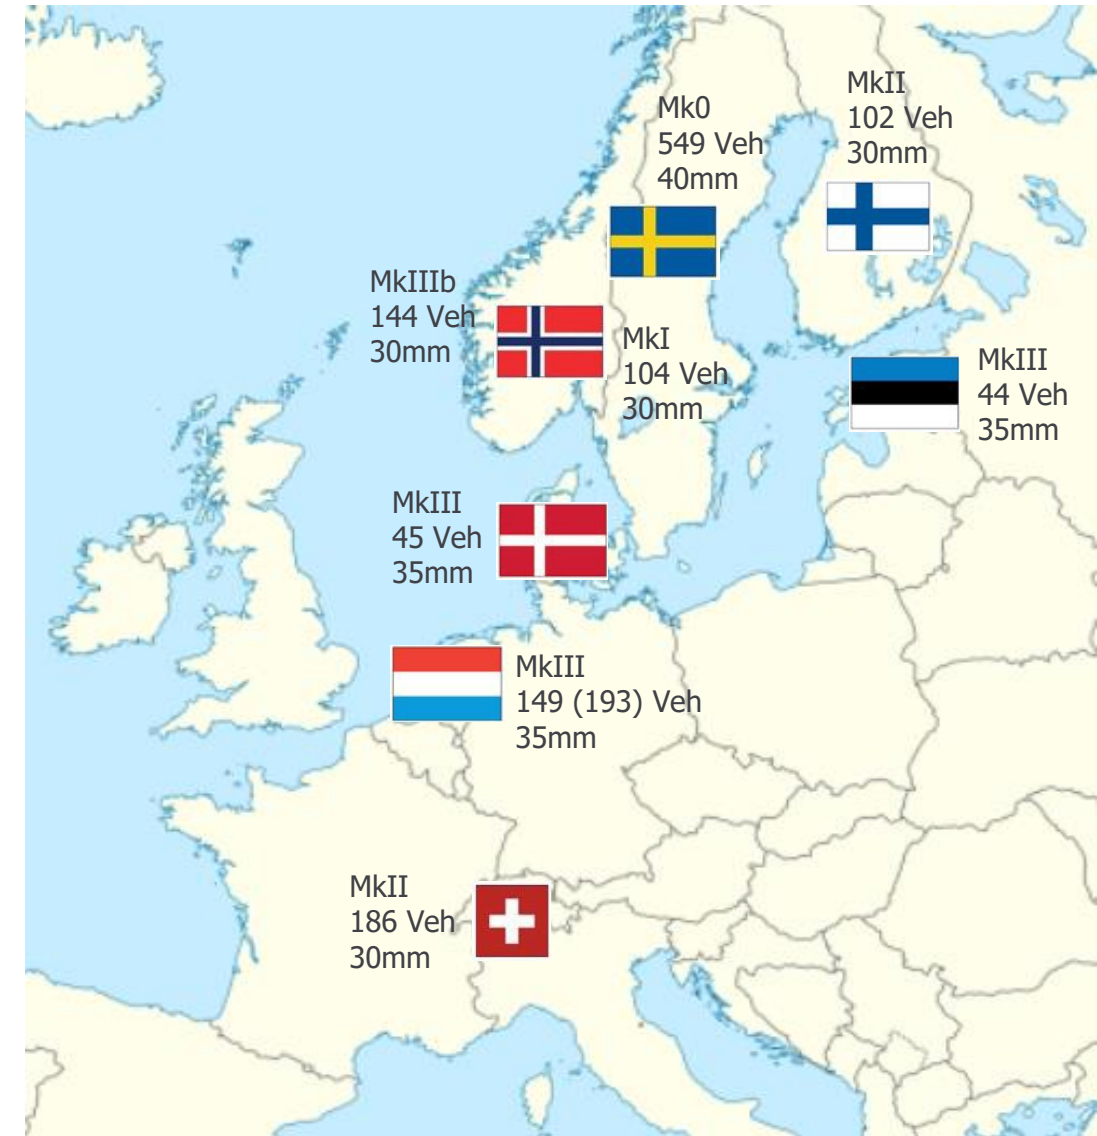 MkII
102 Veh
30mm
Mk0
549 Veh
40mm
MkIIIb
144 Veh
30mm
MkI
104 Veh
30mm
MkIII
44 Veh
35mm
MkIII
45 Veh
35mm
MkIII
149 (193) Veh
35mm
MkII
186 Veh
30mm